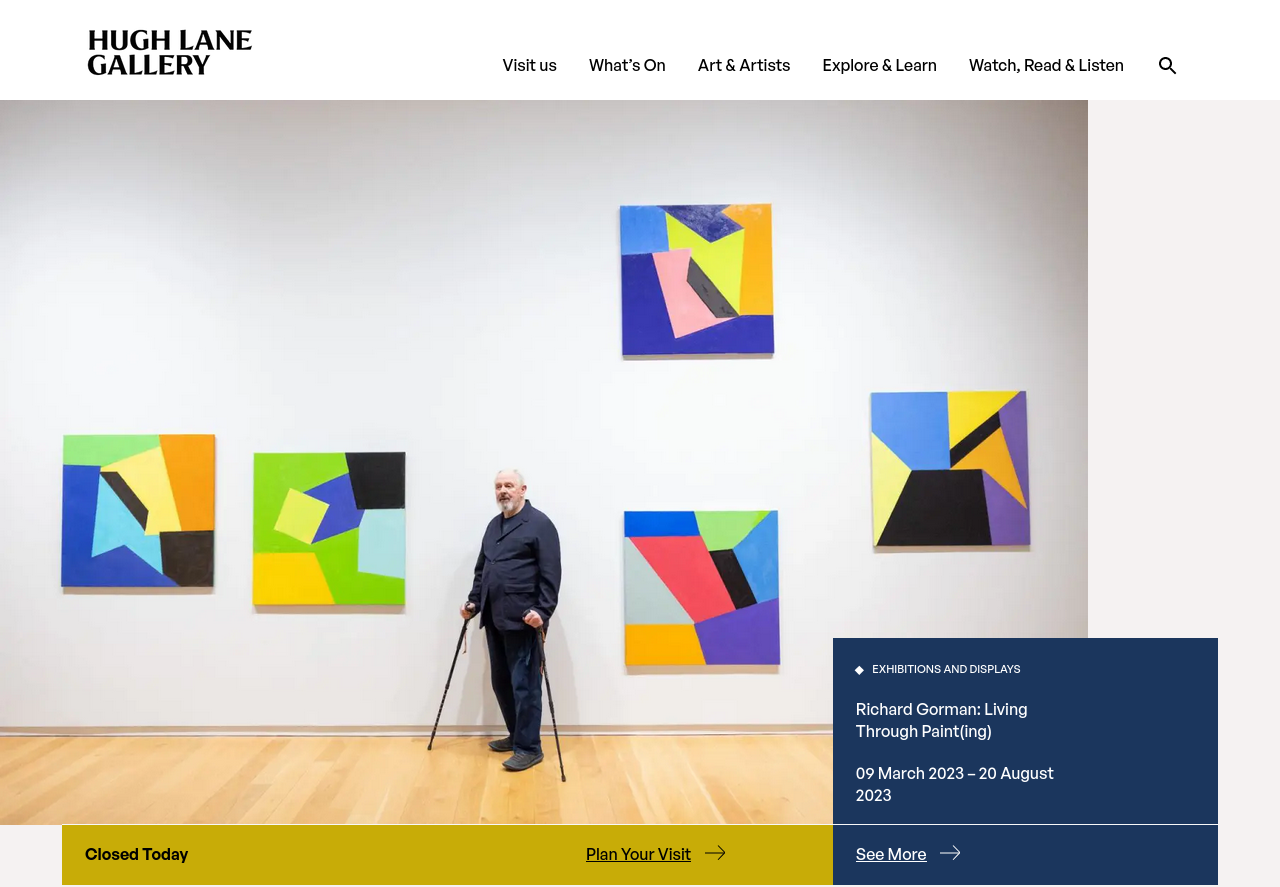 HUGH LANE
GALLERY
Visit us
What’s On
Art & Artists
Explore & Learn
Watch, Read & Listen
EXHIBITIONS AND DISPLAYS
Richard Gorman: Living
Through Paint(ing)
09 March 2023 – 20 August
2023
Closed Today
Plan Your Visit
See More